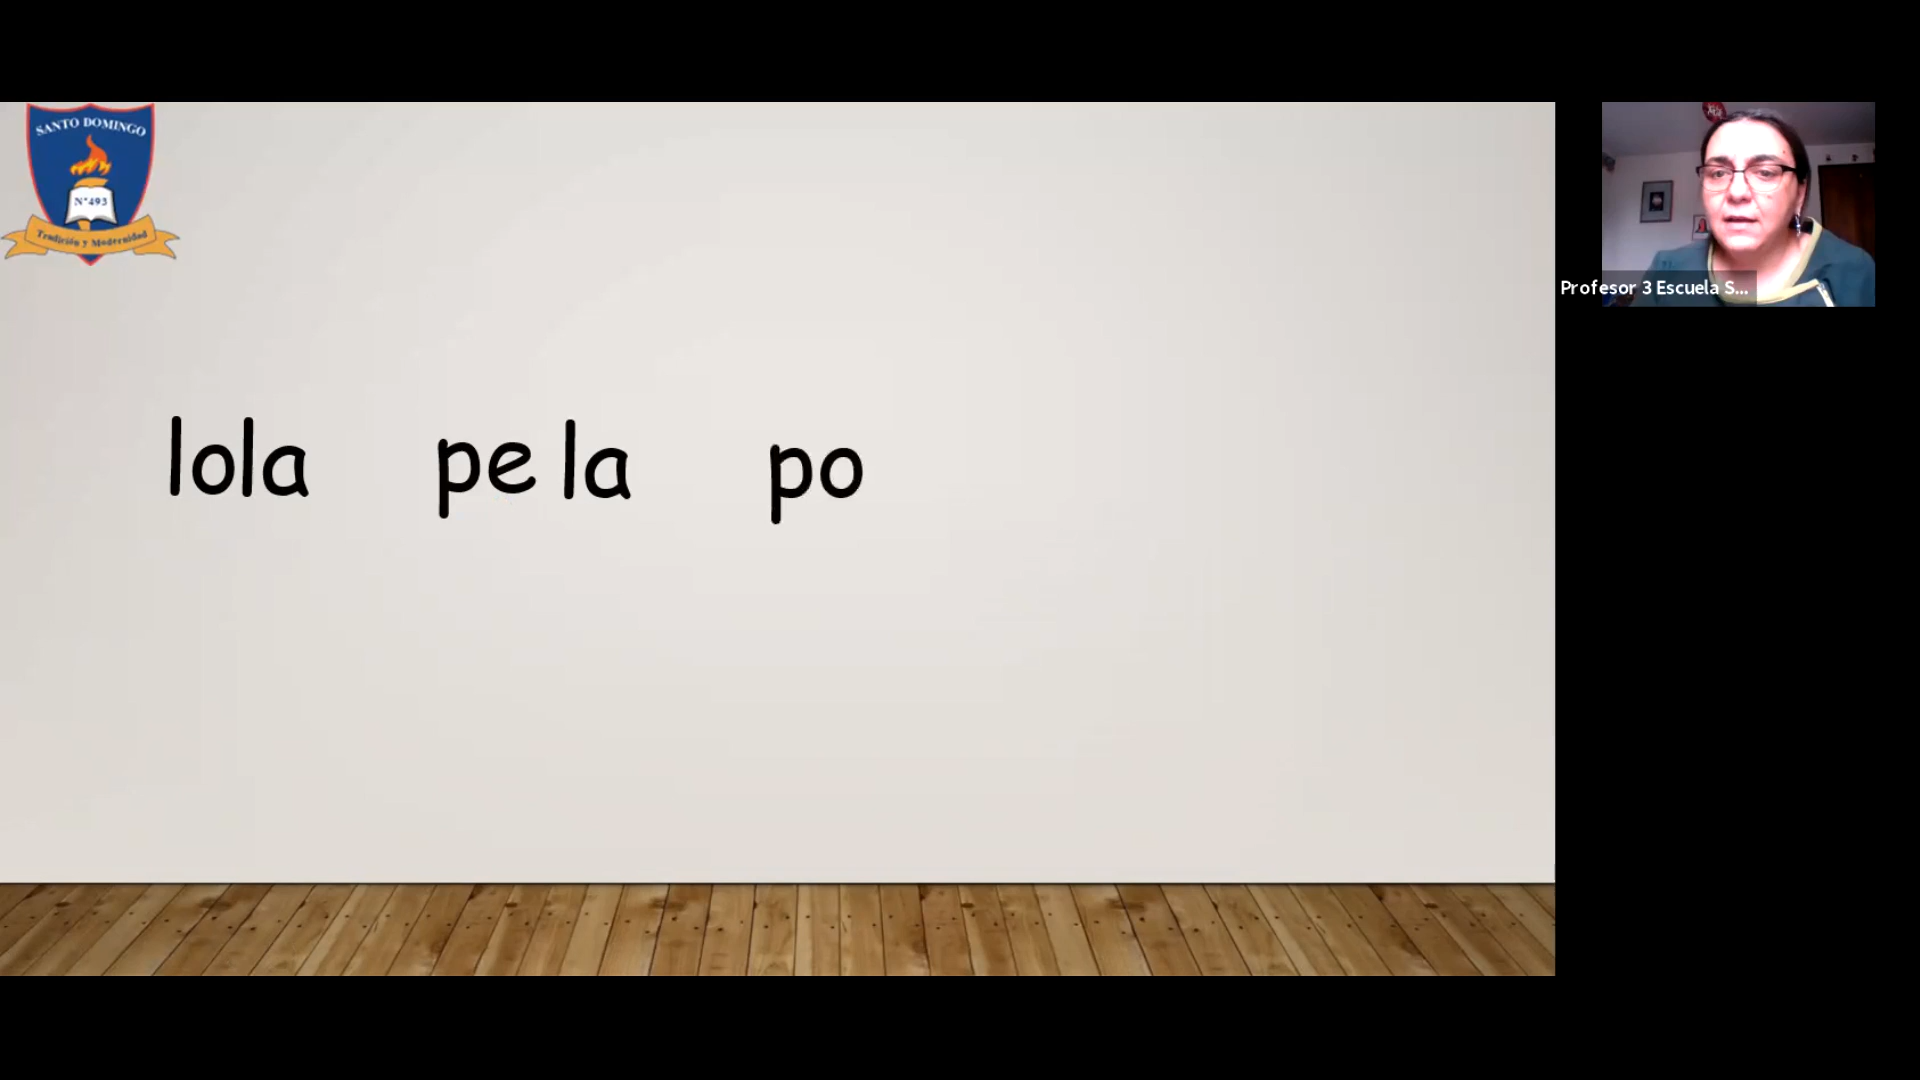 SANTO DOMINGO
N°493
Tradición y Modernidad
lola pe la po
Profesor 3 Escuela S...